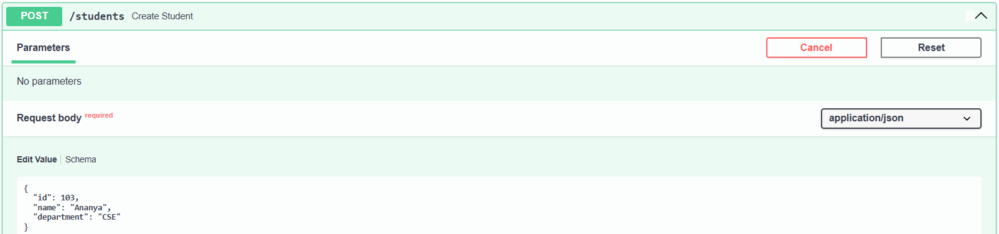 POST /students Create Student
Parameters Cancel Reset
No parameters
Request body required application/json
Edit Value Schema
{
  "id": 103,
  "name": "Ananya",
  "department": "CSE"
}